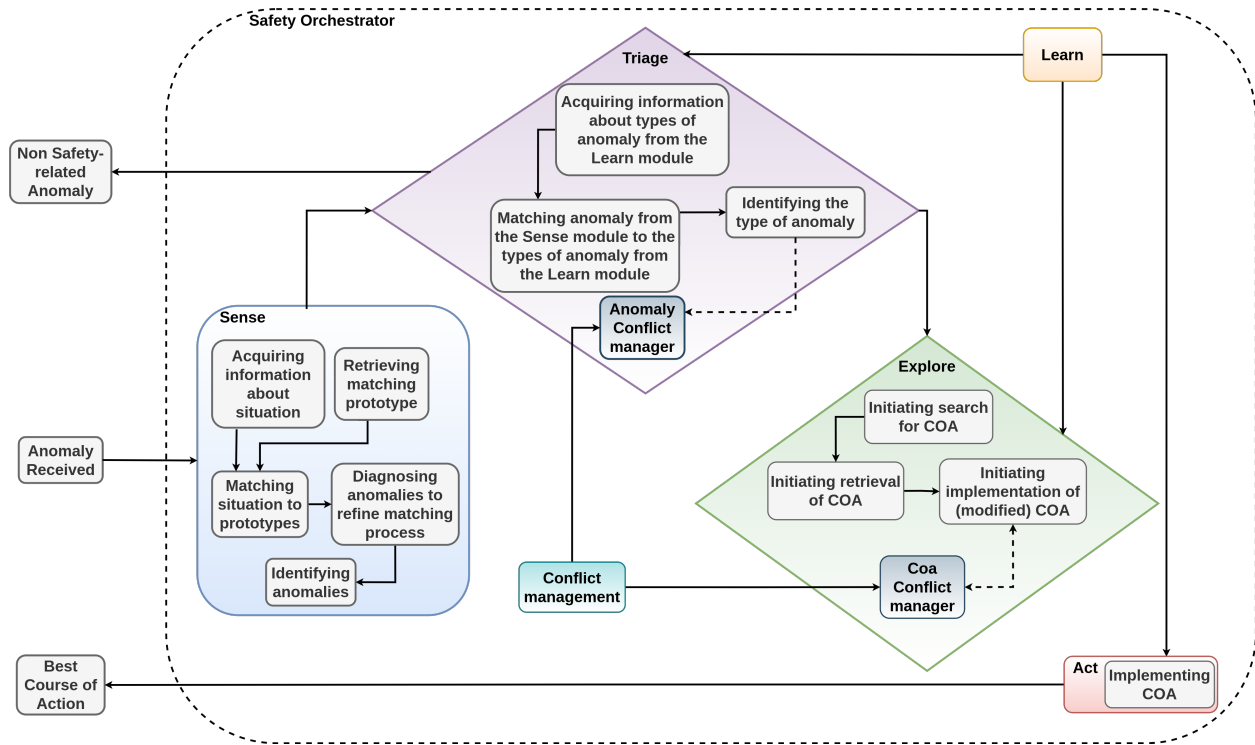 Safety Orchestrator
Triage
Learn
Acquiring information
about types of
anomaly from the
Learn module
Non Safety-
related
Anomaly
Matching anomaly from
the Sense module to the
types of anomaly from
the Learn module
Identifying the
type of anomaly
Anomaly
Conflict
manager
Sense
Acquiring
information
about
situation
Retrieving
matching
prototype
Anomaly
Received
Matching
situation to
prototypes
Diagnosing
anomalies to
refine matching
process
Identifying
anomalies
Explore
Initiating search
for COA
Initiating retrieval
of COA
Initiating
implementation of
(modified) COA
Conflict
management
Coa
Conflict
manager
Best
Course of
Action
Act
Implementing
COA